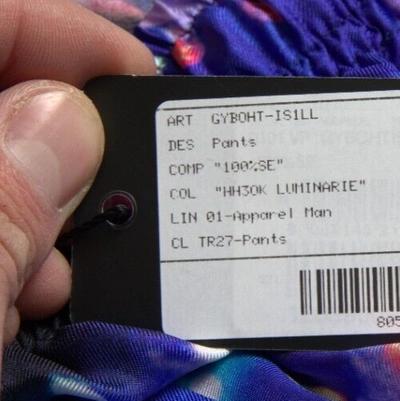 ART GYBOHT-IS1LL
DES Pants
COMP "100%SE"
COL "HH30K LUMINARIE"
LIN 01-Apparel Man
CL TR27-Pants
805